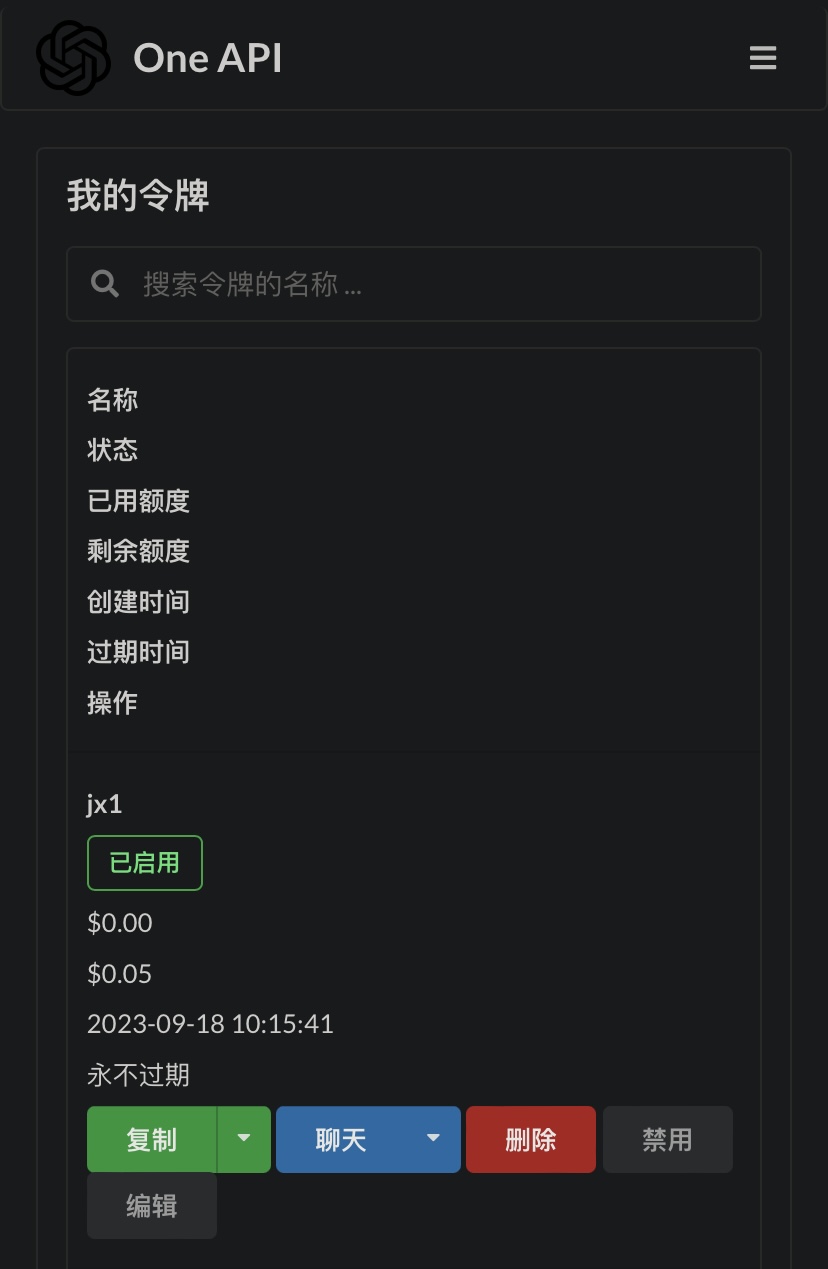 One API
我的令牌
搜索令牌的名称 ...
名称
状态
已用额度
剩余额度
创建时间
过期时间
操作
jx1
已启用
$0.00
$0.05
2023-09-18 10:15:41
永不过期
复制 聊天 删除 禁用
编辑